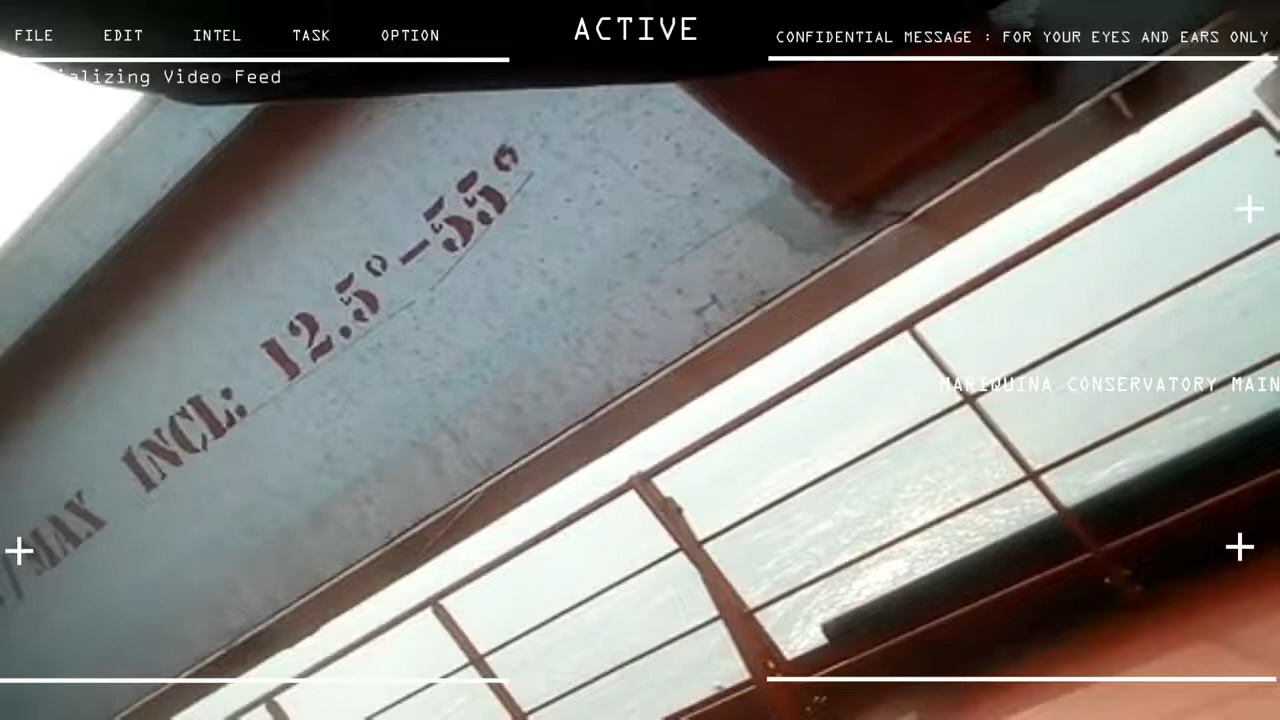 FILE EDIT INTEL TASK OPTION
ACTIVE
CONFIDENTIAL MESSAGE : FOR YOUR EYES AND EARS ONLY
Video Feed
MARIQUINA CONSERVATORY MAIN
/MAX INCL: 12.5°-55°